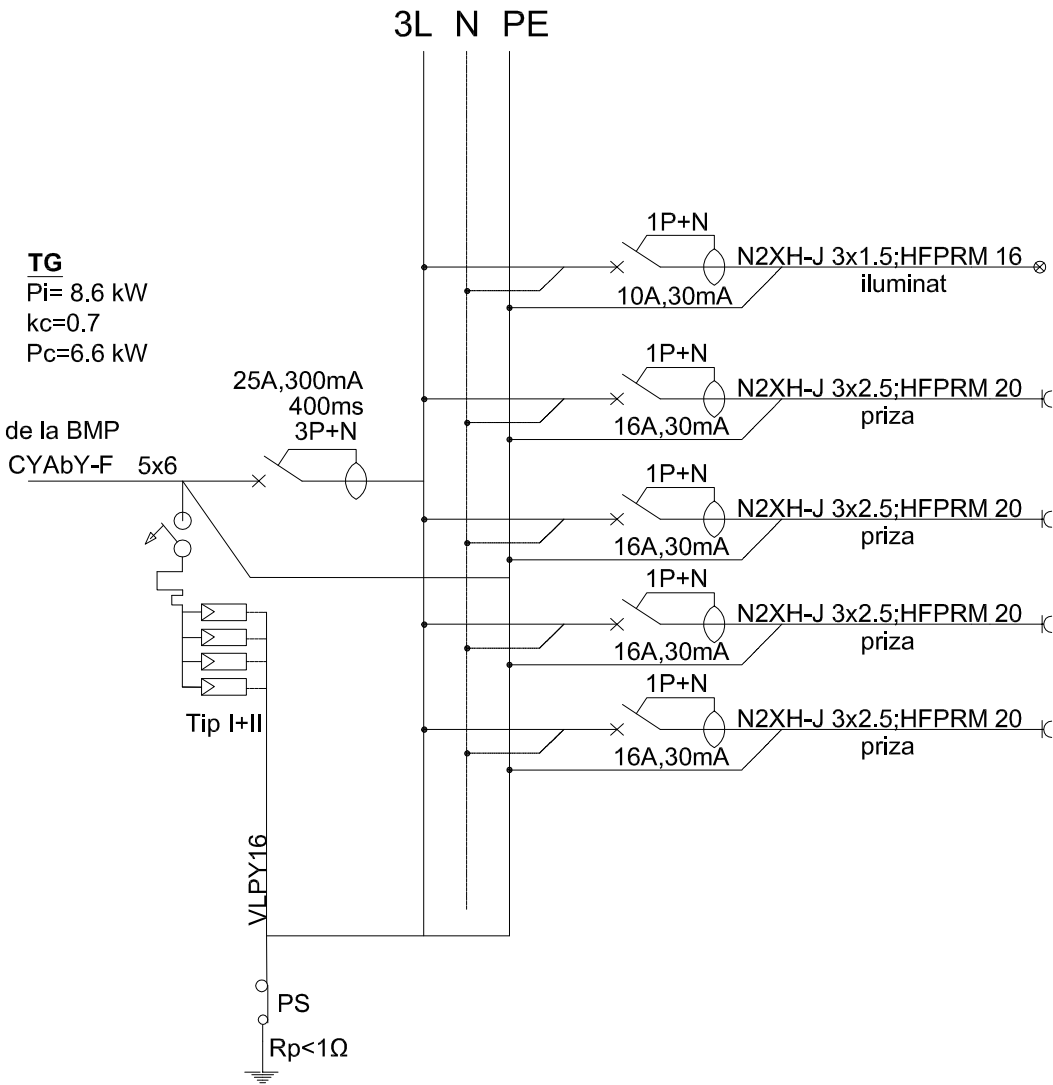 3L N PE
TG
Pi= 8.6 kW
kc=0.7
Pc=6.6 kW
25A,300mA
400ms
3P+N
de la BMP
CYAbY-F 5x6
Tip I+II
VLPY16
PS
Rp<1Ω
1P+N
N2XH-J 3x1.5;HFPRM 16
iluminat
10A,30mA
1P+N
N2XH-J 3x2.5;HFPRM 20
priza
16A,30mA
1P+N
N2XH-J 3x2.5;HFPRM 20
priza
16A,30mA
1P+N
N2XH-J 3x2.5;HFPRM 20
priza
16A,30mA
1P+N
N2XH-J 3x2.5;HFPRM 20
priza
16A,30mA